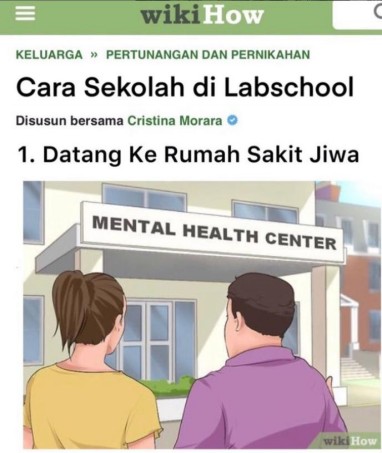 wikiHow
KELUARGA » PERTUNANGAN DAN PERNIKAHAN
Cara Sekolah di Labschool
Disusun bersama Cristina Morara
1. Datang Ke Rumah Sakit Jiwa
MENTAL HEALTH CENTER
wikiHow